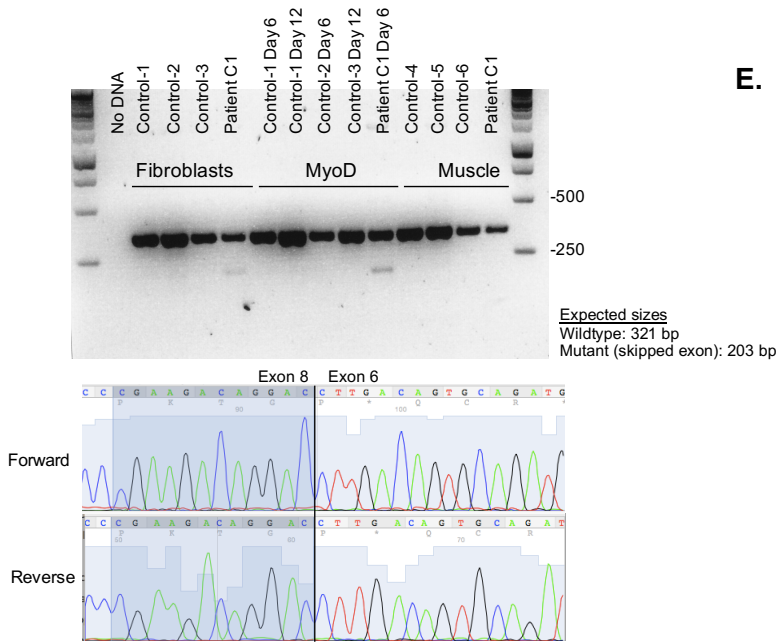 No DNA
Control-1
Control-2
Control-3
Patient C1
Control-1 Day 6
Control-1 Day 12
Control-2 Day 6
Control-3 Day 12
Patient C1 Day 6
Control-4
Control-5
Control-6
Patient C1
E.
Fibroblasts MyoD Muscle
-500
-250
Expected sizes
Wildtype: 321 bp
Mutant (skipped exon): 203 bp
Exon 8 Exon 6
C C C G A A G A C A G G A C C T T G A C A G T G C A G A T G
P K T G P * Q C R
90 100
Forward
C C C G A A G A C A G G A C C T T G A C A G T G C A G A T
P K T G P * Q C R
50 60 70
Reverse